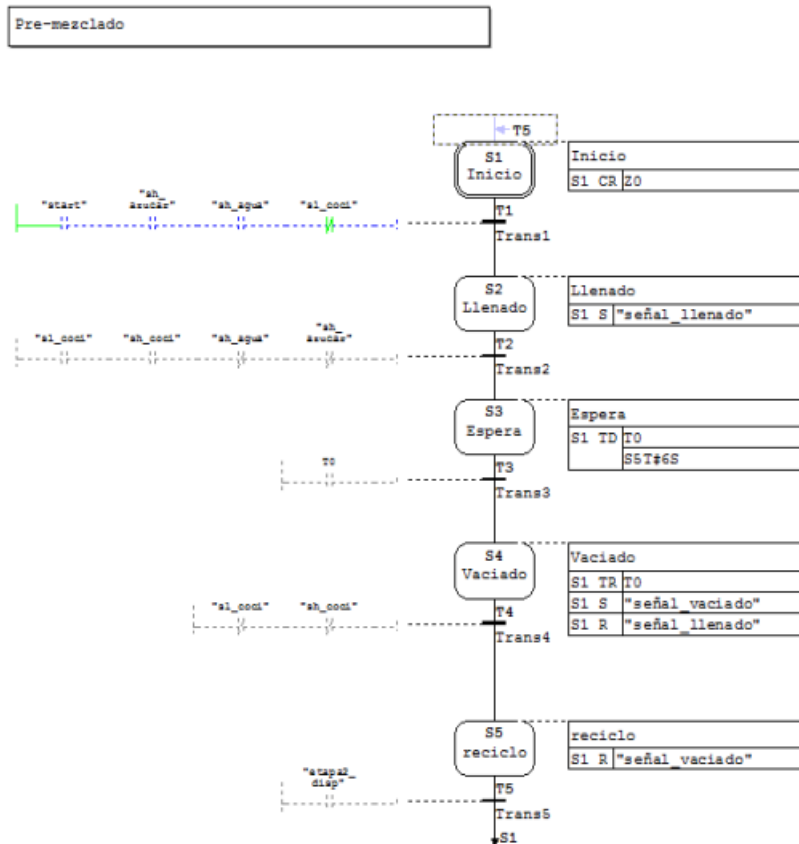 Pre-mezclado
T5
S1
Inicio
Inicio
S1 CR Z0
"start"
"sh_
azucár"
"sh_agua"
"sl_coci"
T1
Trans1
S2
Llenado
Llenado
S1 S "señal_llenado"
"sl_coci"
"sh_coci"
"sh_agua"
"sh_
azucár"
T2
Trans2
S3
Espera
Espera
S1 TD T0
S5T#6S
T0
T3
Trans3
S4
Vaciado
Vaciado
S1 TR T0
S1 S "señal_vaciado"
S1 R "señal_llenado"
"sl_coci"
"sh_coci"
T4
Trans4
S5
reciclo
reciclo
S1 R "señal_vaciado"
"etapa2_
disp"
T5
Trans5
S1